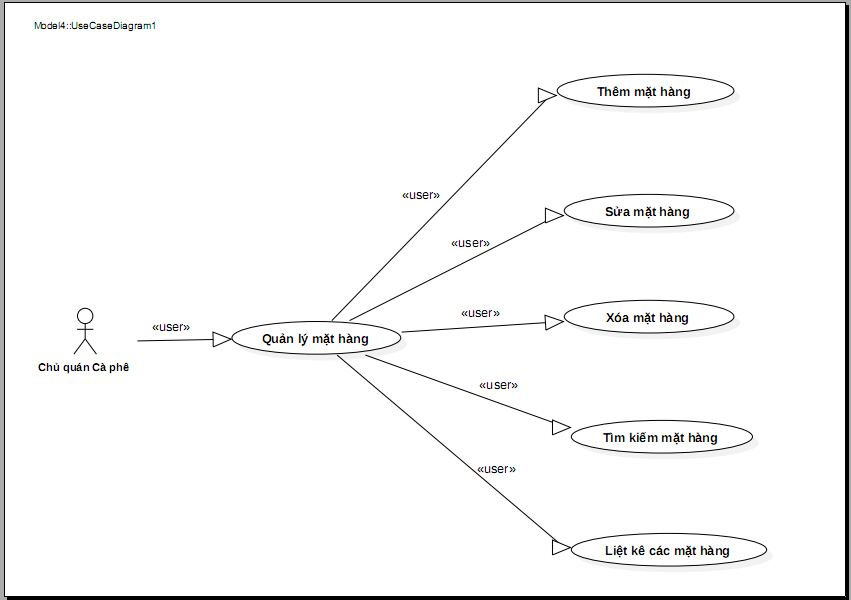 Model4::UseCaseDiagram1
Thêm mặt hàng
«user»
Sửa mặt hàng
«user»
Xóa mặt hàng
«user»
«user»
Quản lý mặt hàng
Chủ quán Cà phê
«user»
Tìm kiếm mặt hàng
«user»
Liệt kê các mặt hàng